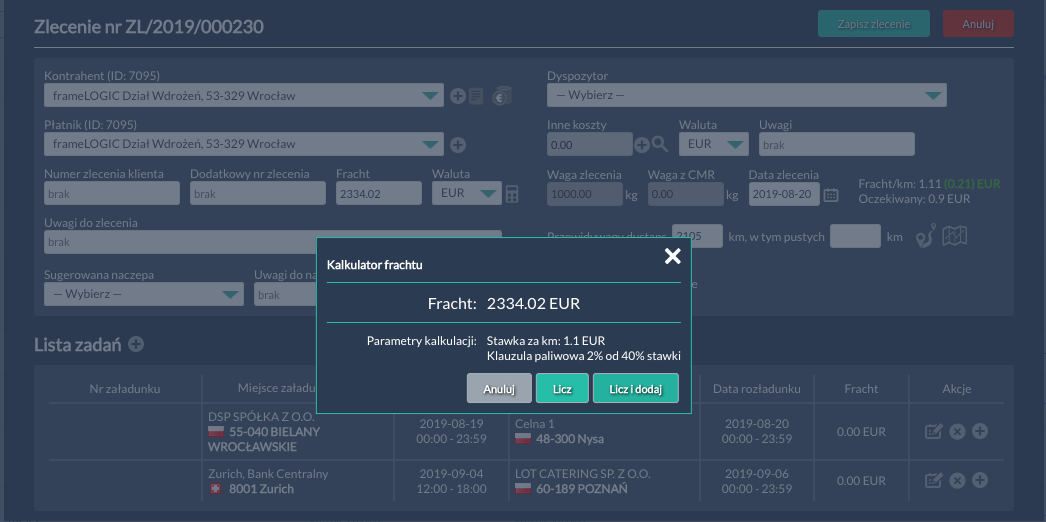 Zlecenie nr ZL/2019/000230
Zapisz zlecenie
Anuluj
Kontrahent (ID: 7095)
frameLOGIC Dział Wdrożeń, 53-329 Wrocław
Dyspozytor
— Wybierz —
Płatnik (ID: 7095)
frameLOGIC Dział Wdrożeń, 53-329 Wrocław
Inne koszty
0.00
Waluta
EUR
Uwagi
brak
Numer zlecenia klienta
brak
Dodatkowy nr zlecenia
brak
Fracht
2334.02
Waluta
EUR
Waga zlecenia
1000.00 kg
Waga z CMR
0.00 kg
Data zlecenia
2019-08-20
Fracht/km: 1.11 (0.21) EUR
Oczekiwany: 0.9 EUR
Uwagi do zlecenia
brak
2105 km, w tym pustych km
Sugerowana naczepa
— Wybierz —
Uwagi do na
brak
e
Kalkulator frachtu
Fracht: 2334.02 EUR
Parametry kalkulacji: Stawka za km: 1.1 EUR
Klauzula paliwowa 2% od 40% stawki
Anuluj
Licz
Licz i dodaj
Lista zadań
Nr załadunku
Miejsce załadu
Data rozładunku
Fracht
Akcje
DSP SPÓŁKA Z O.O.
55-040 BIELANY
WROCŁAWSKIE
2019-08-19
00:00 - 23:59
Celna 1
48-300 Nysa
2019-08-20
00:00 - 23:59
0.00 EUR
Zurich, Bank Centralny
8001 Zurich
2019-09-04
12:00 - 18:00
LOT CATERING SP. Z O.O.
60-189 POZNAŃ
2019-09-06
00:00 - 23:59
0.00 EUR